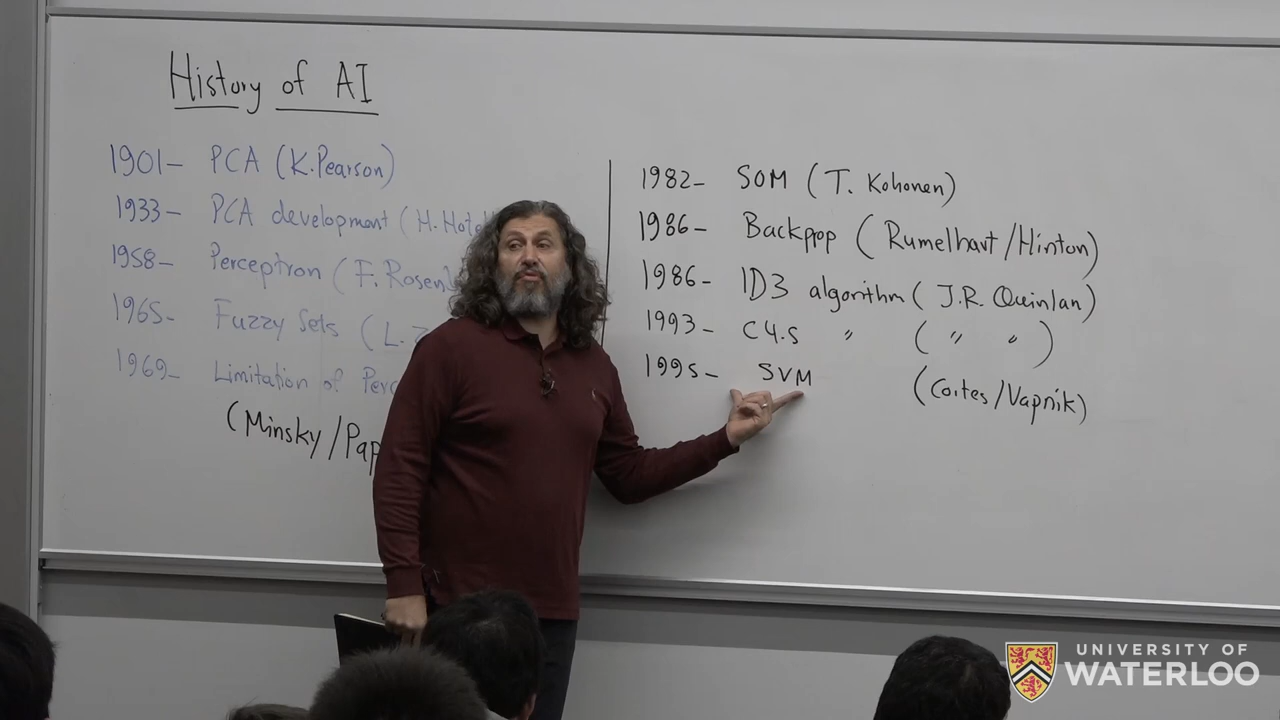 History of AI
1901- PCA (K.Pearson)
1933- PCA development (H.
1958- Perceptron (F.
1965- Fuzzy Sets (L.
1969- Limitation of
(Minsky/
1982- SOM (T. Kohonen)
1986- Backpop (Rumelhart/Hinton)
1986- ID3 algorithm (J.R. Quinlan)
1993- C4.5 " (" ")
1995- SVM (Cortes/Vapnik)
UNIVERSITY OF
WATERLOO